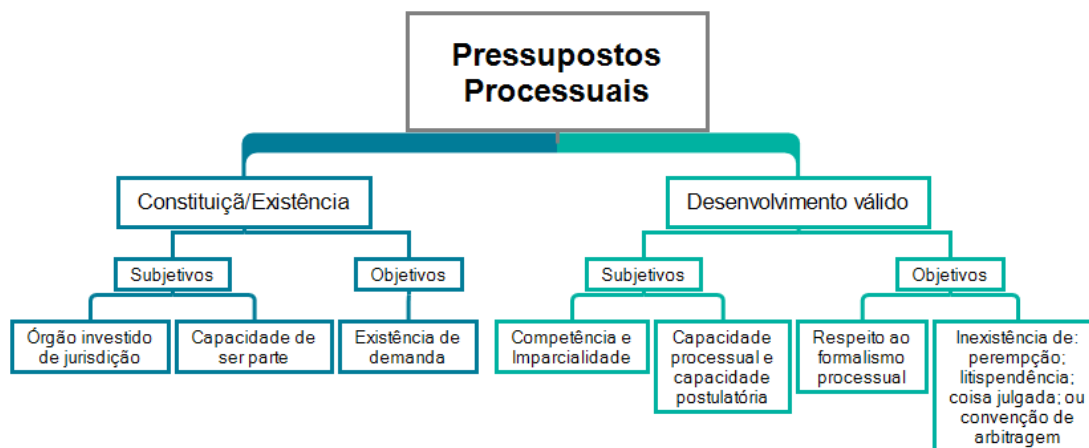 Pressupostos
Processuais
Constituiçã/Existência
Desenvolvimento válido
Subjetivos
Objetivos
Subjetivos
Objetivos
Órgão investido
de jurisdição
Capacidade de
ser parte
Existência de
demanda
Competência e
Imparcialidade
Capacidade
processual e
capacidade
postulatória
Respeito ao
formalismo
processual
Inexistência de:
perempção;
litispendência;
coisa julgada; ou
convenção de
arbitragem